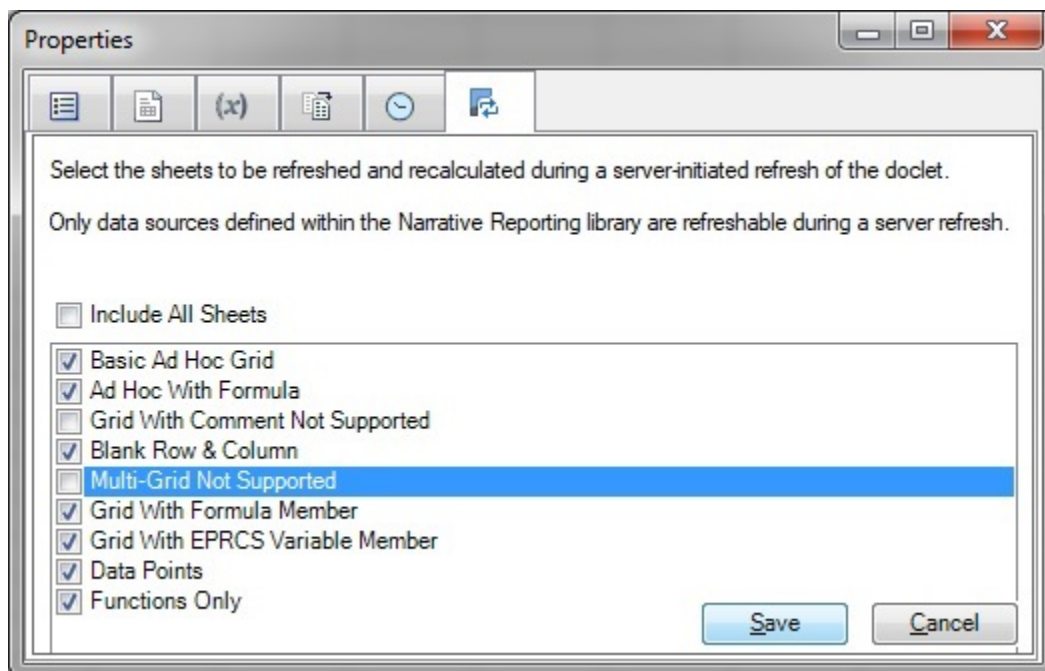 Properties
(x)
Select the sheets to be refreshed and recalculated during a server-initiated refresh of the doclet.
Only data sources defined within the Narrative Reporting library are refreshable during a server refresh.
Include All Sheets
Basic Ad Hoc Grid
Ad Hoc With Formula
Grid With Comment Not Supported
Blank Row & Column
Multi-Grid Not Supported
Grid With Formula Member
Grid With EPRCS Variable Member
Data Points
Functions Only
Save Cancel